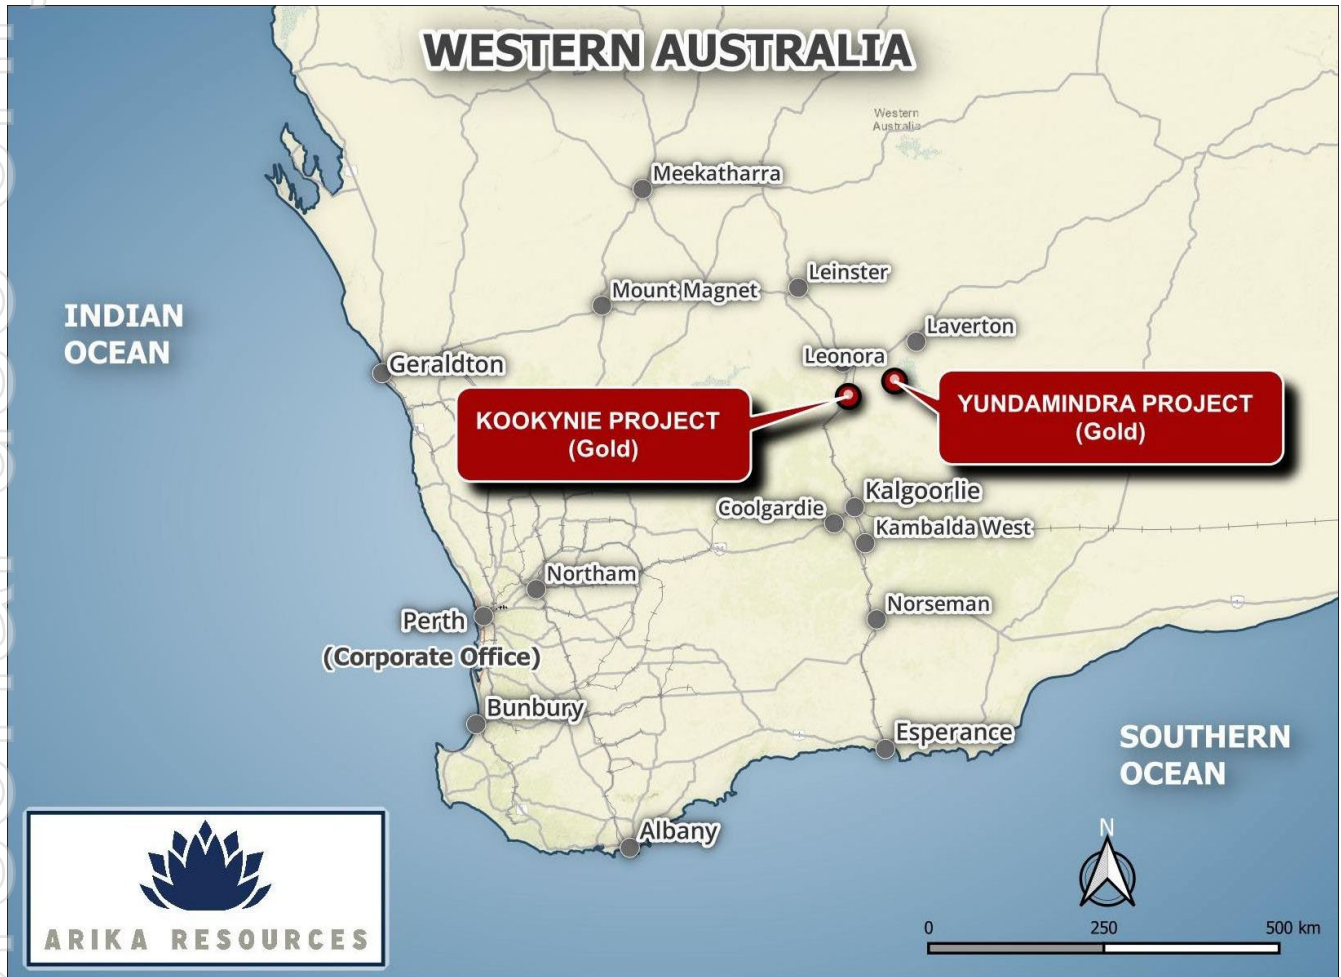 WESTERN AUSTRALIA
Western
Australia
Meekatharra
Leinster
Mount Magnet
Laverton
INDIAN
OCEAN
Leonora
Geraldton
KOOKYNIE PROJECT
(Gold)
YUNDAMINDRA PROJECT
(Gold)
Kalgoorlie
Coolgardie
Kambalda West
Northam
Norseman
Perth
(Corporate Office)
Bunbury
Esperance
SOUTHERN
OCEAN
Albany
N
ARIKA RESOURCES
0 250 500 km